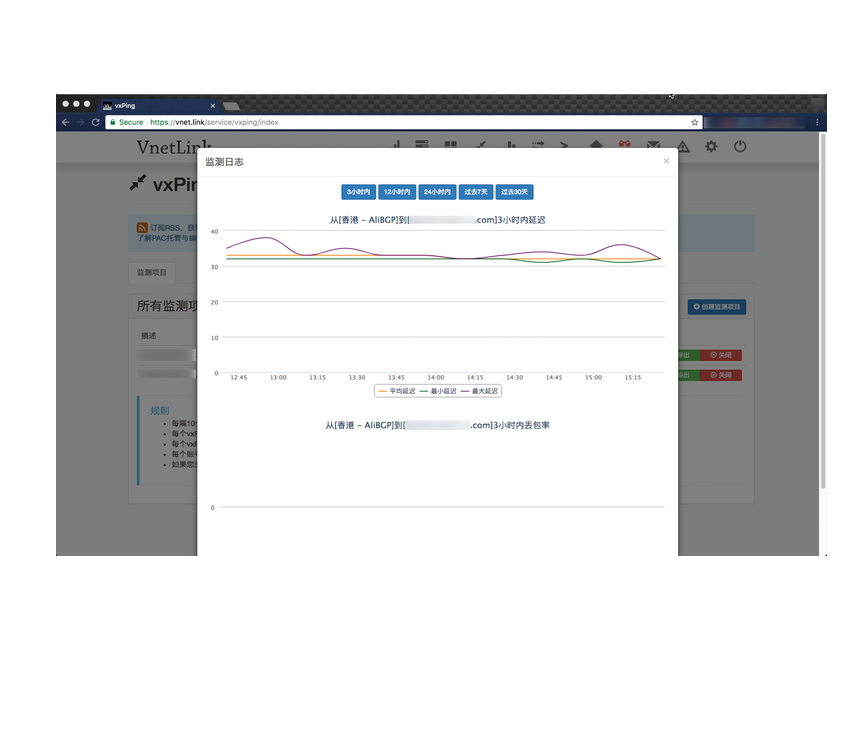 vxPing
Secure https://vnet.link/service/vxping/index
VnetLink
监测日志
3小时内 12小时内 24小时内 过去7天 过去30天
vxPin
订阅RSS，获
了解PAC托管与编
从[香港 - AliBGP]到[ .com]3小时内延迟
40
30
20
10
0
12:45 13:00 13:15 13:30 13:45 14:00 14:15 14:30 14:45 15:00 15:15
平均延迟 最小延迟 最大延迟
监测项目
所有监测项
创建监测项目
描述
导出 关闭
导出 关闭
规则
每隔10分
每个vxP
每个vxP
每个账号
如果您注
从[香港 - AliBGP]到[ .com]3小时内丢包率
0